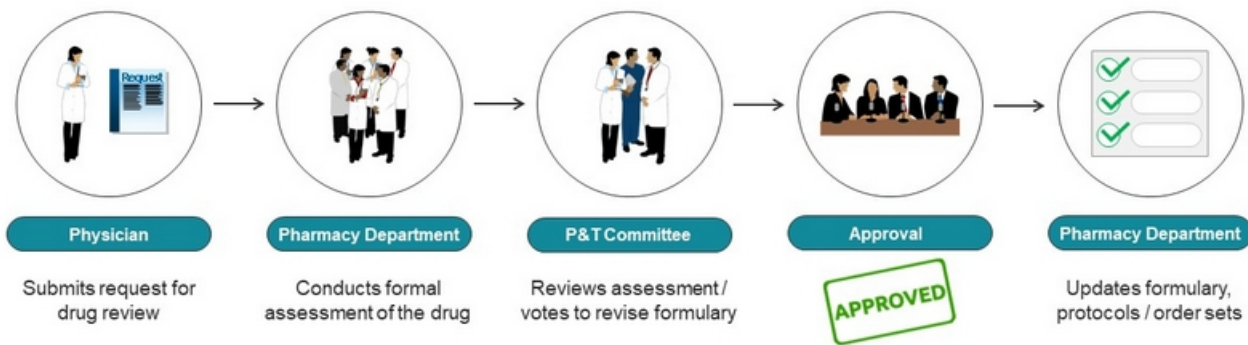 Request
Physician
Submits request for
drug review
Pharmacy Department
Conducts formal
assessment of the drug
P&T Committee
Reviews assessment /
votes to revise formulary
Approval
APPROVED
Pharmacy Department
Updates formulary,
protocols / order sets